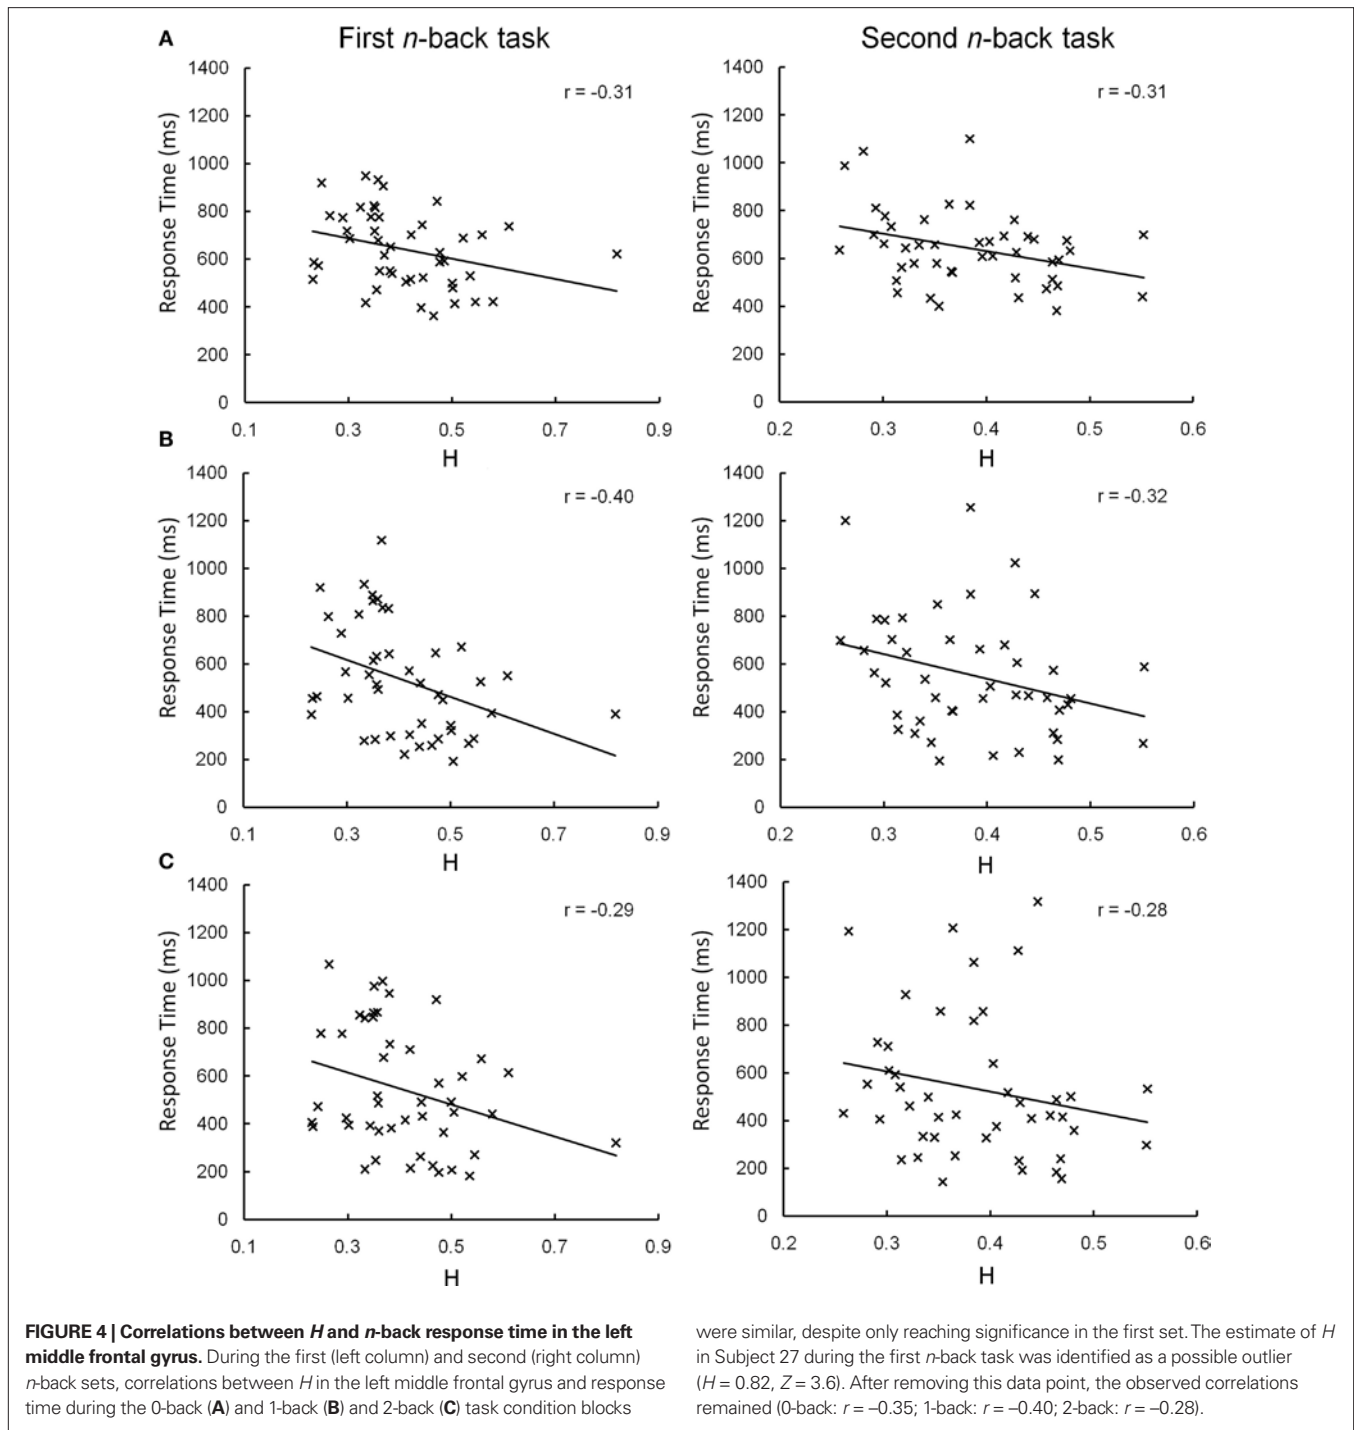 A
First n-back task
Second n-back task
1400
1200
1000
800
600
400
200
0
Response Time (ms)
r = -0.31
0.1 0.3 0.5 0.7 0.9
H
1400
1200
1000
800
600
400
200
0
Response Time (ms)
r = -0.31
0.2 0.3 0.4 0.5 0.6
H
B
1400
1200
1000
800
600
400
200
0
Response Time (ms)
r = -0.40
0.1 0.3 0.5 0.7 0.9
H
1400
1200
1000
800
600
400
200
0
Response Time (ms)
r = -0.32
0.2 0.3 0.4 0.5 0.6
H
C
1400
1200
1000
800
600
400
200
0
Response Time (ms)
r = -0.29
0.1 0.3 0.5 0.7 0.9
H
1400
1200
1000
800
600
400
200
0
Response Time (ms)
r = -0.28
0.2 0.3 0.4 0.5 0.6
H
FIGURE 4 | Correlations between H and n-back response time in the left
middle frontal gyrus. During the first (left column) and second (right column)
n-back sets, correlations between H in the left middle frontal gyrus and response
time during the 0-back (A) and 1-back (B) and 2-back (C) task condition blocks
were similar, despite only reaching significance in the first set. The estimate of H
in Subject 27 during the first n-back task was identified as a possible outlier
(H = 0.82, Z = 3.6). After removing this data point, the observed correlations
remained (0-back: r = –0.35; 1-back: r = –0.40; 2-back: r = –0.28).